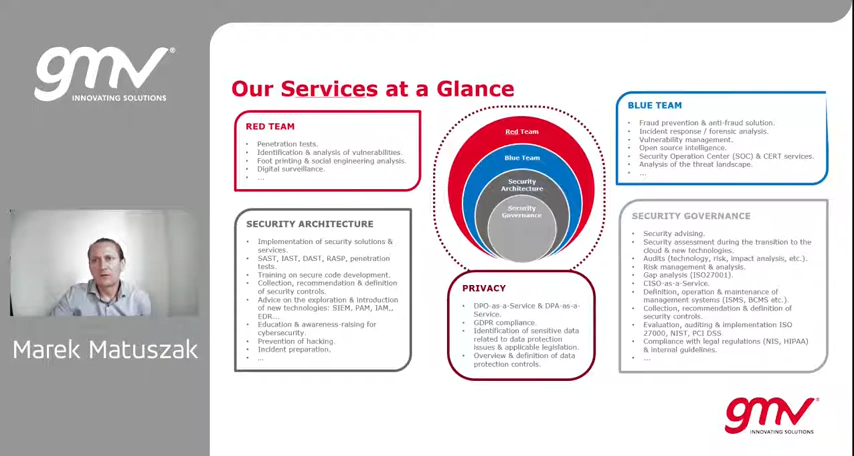 gmv®
INNOVATING SOLUTIONS
Our Services at a Glance
RED TEAM
• Penetration tests.
• Identification & analysis of vulnerabilities.
• Foot printing & social engineering analysis.
• Digital surveillance.
• ...
Red Team
Blue Team
Security
Architecture
Security
Governance
BLUE TEAM
• Fraud prevention & anti-fraud solution.
• Incident response / forensic analysis.
• Vulnerability management.
• Open source intelligence.
• Security Operation Center (SOC) & CERT services.
• Analysis of the threat landscape.
• ...
SECURITY ARCHITECTURE
• Implementation of security solutions &
services.
• SAST, IAST, DAST, RASP, penetration
tests.
• Training on secure code development.
• Collection, recommendation & definition
of security controls.
• Advice on the exploration & introduction
of new technologies: SIEM, PAM, IAM,,
EDR...
• Education & awareness-raising for
cybersecurity.
• Prevention of hacking.
• Incident preparation.
• ...
PRIVACY
• DPO-as-a-Service & DPA-as-a-
Service.
• GDPR compliance.
• Identification of sensitive data
related to data protection
issues & applicable legislation.
• Overview & definition of data
protection controls.
SECURITY GOVERNANCE
• Security advising.
• Security assessment during the transition to the
cloud & new technologies.
• Audits (technology, risk, impact analysis, etc.).
• Risk management & analysis.
• Gap analysis (ISO27001).
• CISO-as-a-Service.
• Definition, operation & maintenance of
management systems (ISMS, BCMS etc.).
• Collection, recommendation & definition of
security controls.
• Evaluation, auditing & implementation ISO
27000, NIST, PCI DSS.
• Compliance with legal regulations (NIS, HIPAA)
& internal guidelines.
• ...
Marek Matuszak
gmv®
INNOVATING SOLUTIONS